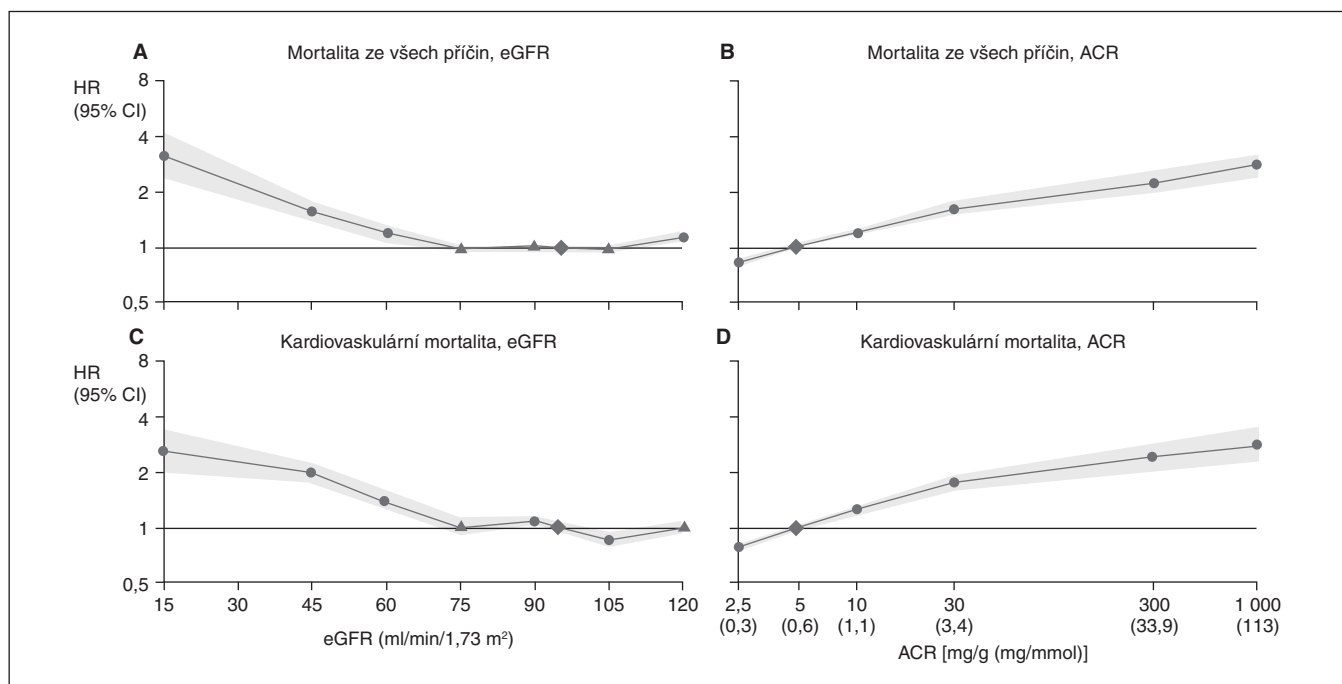 A Mortalita ze všech příčin, eGFR
HR
(95% CI)
8
4
2
1
0,5
B Mortalita ze všech příčin, ACR
C Kardiovaskulární mortalita, eGFR
HR
(95% CI)
8
4
2
1
0,5
15 30 45 60 75 90 105 120
eGFR (ml/min/1,73 m²)
D Kardiovaskulární mortalita, ACR
2,5 5 10 30 300 1 000
(0,3) (0,6) (1,1) (3,4) (33,9) (113)
ACR [mg/g (mg/mmol)]